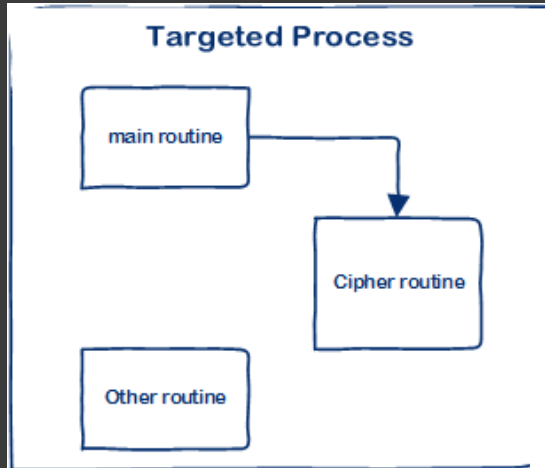 Targeted Process
main routine
Cipher routine
Other routine